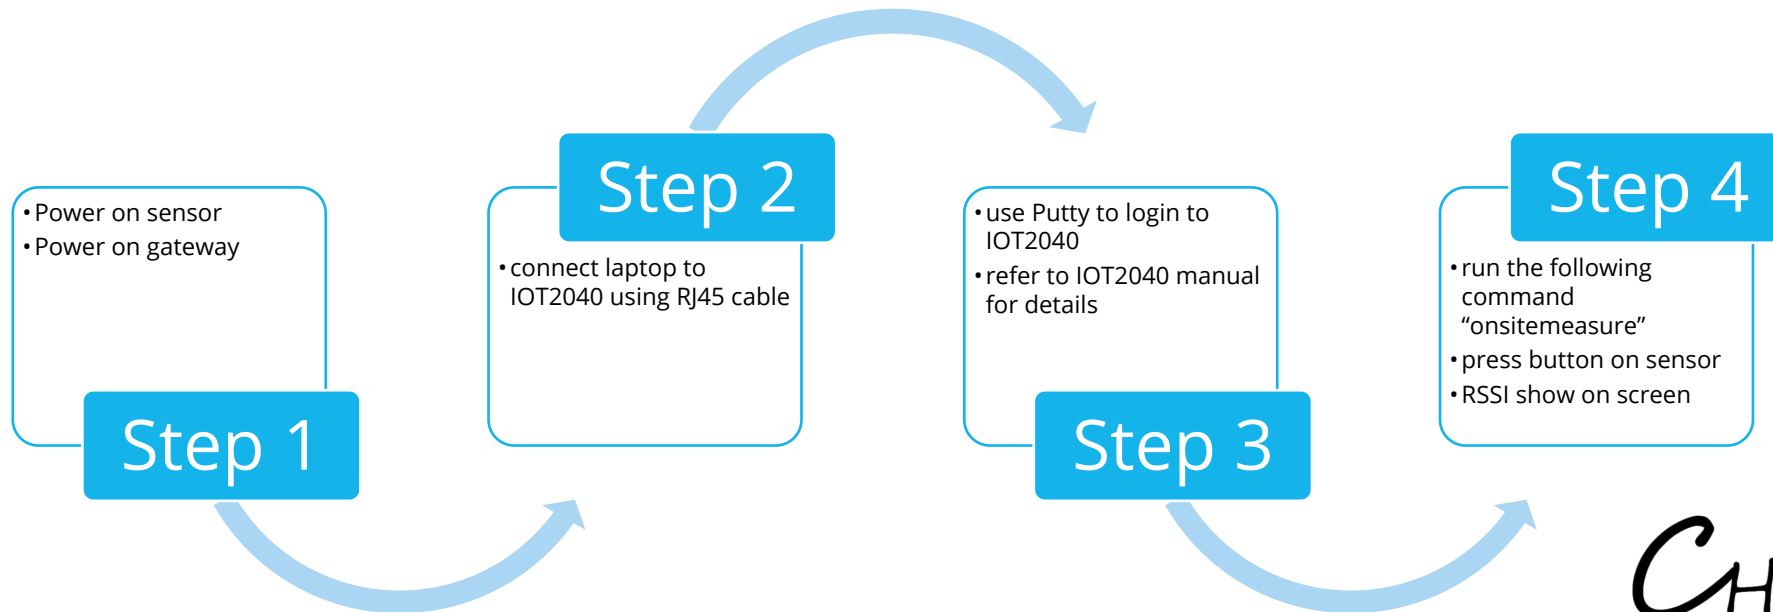 Step 1
•Power on sensor
•Power on gateway
Step 2
•connect laptop to
IOT2040 using RJ45 cable
•use Putty to login to
IOT2040
•refer to IOT2040 manual
for details
Step 3
Step 4
•run the following
command
“onsitemeasure”
•press button on sensor
•RSSI show on screen
CH